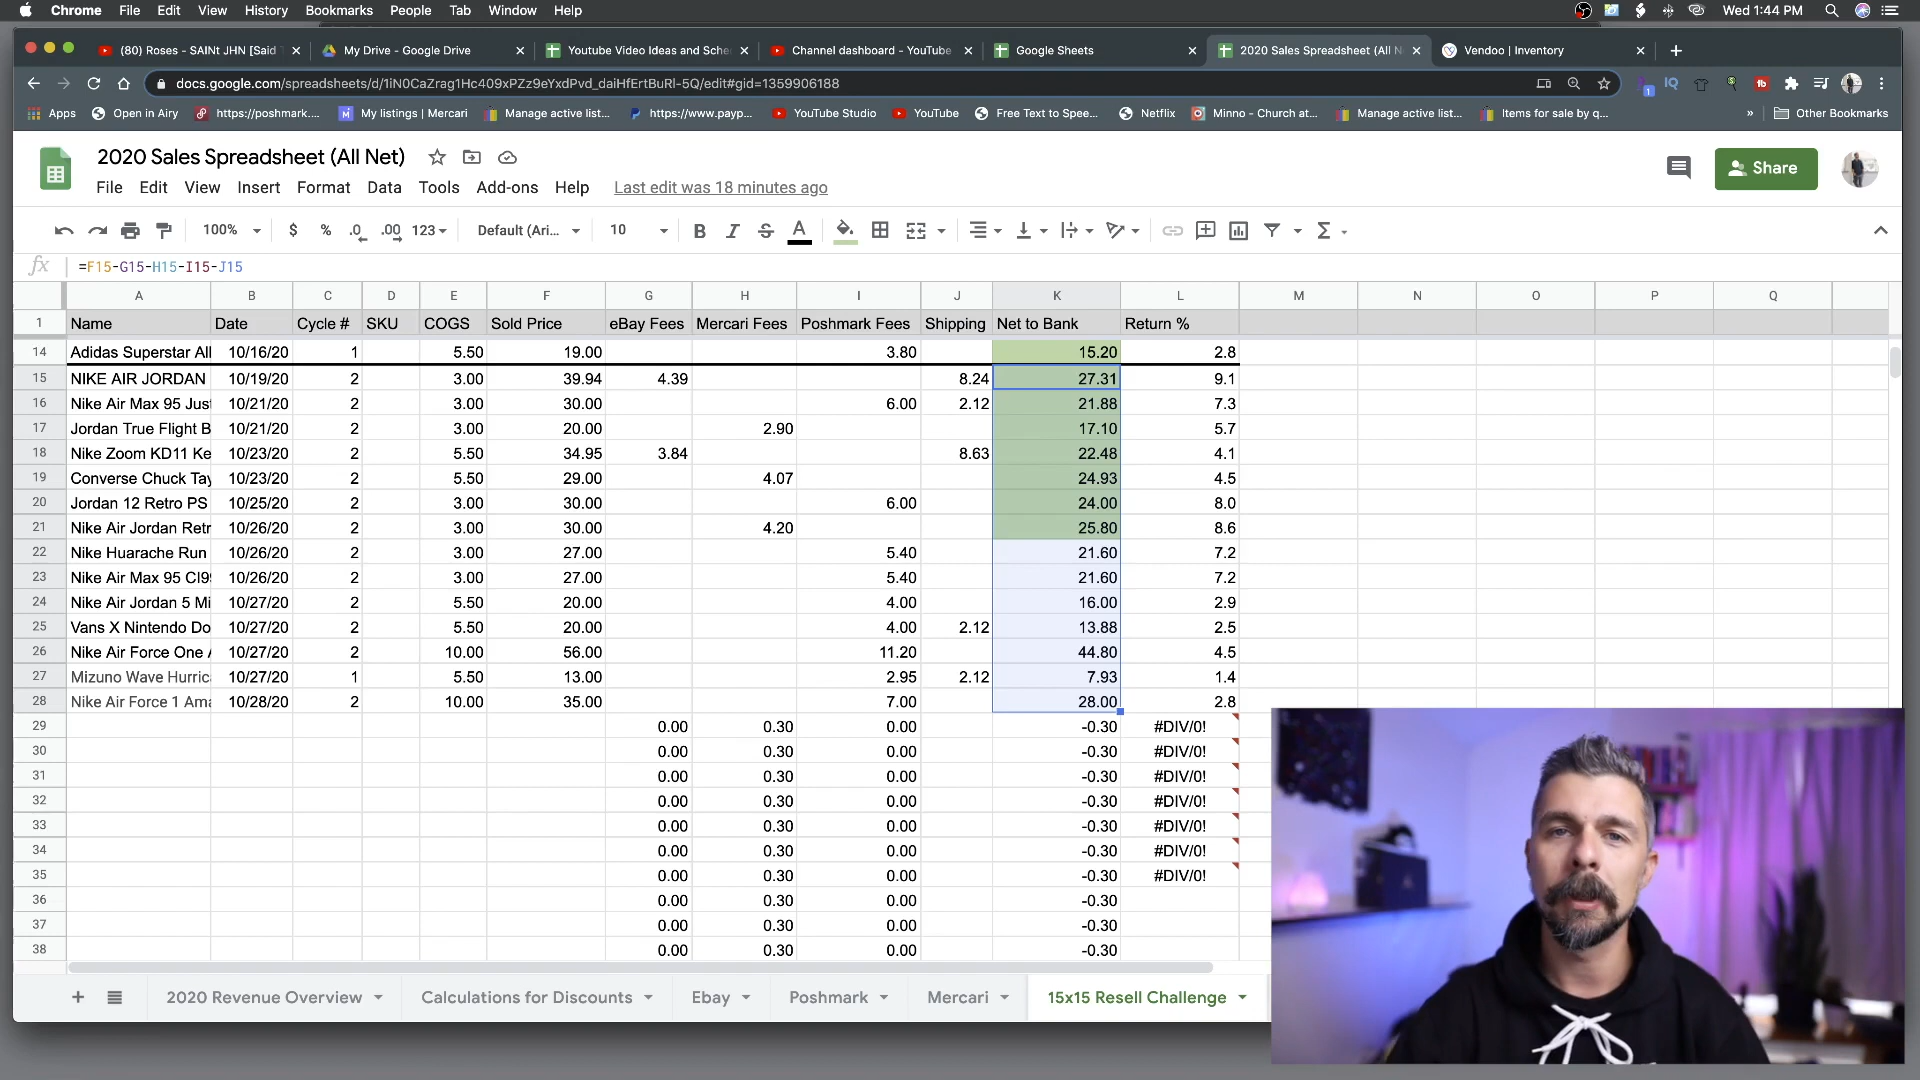 Chrome File Edit View History Bookmarks People Tab Window Help Wed 1:44 PM
(80) Roses - SAINt JHN [Said T My Drive - Google Drive Youtube Video Ideas and Sche Channel dashboard - YouTube Google Sheets 2020 Sales Spreadsheet (All N Vendoo | Inventory
docs.google.com/spreadsheets/d/1iN0CaZrag1Hc409xPZz9eYxdPvd_daiHfErtBuRl-5Q/edit#gid=1359906188
Apps Open in Airy https://poshmark.... My listings | Mercari Manage active list... https://www.payp... YouTube Studio YouTube Free Text to Spee... Netflix Minno - Church at... Manage active list... Items for sale by q... » Other Bookmarks
2020 Sales Spreadsheet (All Net)
Share
File Edit View Insert Format Data Tools Add-ons Help Last edit was 18 minutes ago
100% $ % .0 .00 123 Default (Ari... 10 B I S A Σ
fx =F15-G15-H15-I15-J15
A B C D E F G H I J K L M N O P Q
1 Name Date Cycle # SKU COGS Sold Price eBay Fees Mercari Fees Poshmark Fees Shipping Net to Bank Return %
14 Adidas Superstar All 10/16/20 1 5.50 19.00 3.80 15.20 2.8
15 NIKE AIR JORDAN 10/19/20 2 3.00 39.94 4.39 8.24 27.31 9.1
16 Nike Air Max 95 Just 10/21/20 2 3.00 30.00 6.00 2.12 21.88 7.3
17 Jordan True Flight B 10/21/20 2 3.00 20.00 2.90 17.10 5.7
18 Nike Zoom KD11 Ke 10/23/20 2 5.50 34.95 3.84 8.63 22.48 4.1
19 Converse Chuck Tay 10/23/20 2 5.50 29.00 4.07 24.93 4.5
20 Jordan 12 Retro PS 10/25/20 2 3.00 30.00 6.00 24.00 8.0
21 Nike Air Jordan Retr 10/26/20 2 3.00 30.00 4.20 25.80 8.6
22 Nike Huarache Run 10/26/20 2 3.00 27.00 5.40 21.60 7.2
23 Nike Air Max 95 CI9 10/26/20 2 3.00 27.00 5.40 21.60 7.2
24 Nike Air Jordan 5 Mi 10/27/20 2 5.50 20.00 4.00 16.00 2.9
25 Vans X Nintendo Do 10/27/20 2 5.50 20.00 4.00 2.12 13.88 2.5
26 Nike Air Force One A 10/27/20 2 10.00 56.00 11.20 44.80 4.5
27 Mizuno Wave Hurric 10/27/20 1 5.50 13.00 2.95 2.12 7.93 1.4
28 Nike Air Force 1 Ama 10/28/20 2 10.00 35.00 7.00 28.00 2.8
29 0.00 0.30 0.00 -0.30 #DIV/0!
30 0.00 0.30 0.00 -0.30 #DIV/0!
31 0.00 0.30 0.00 -0.30 #DIV/0!
32 0.00 0.30 0.00 -0.30 #DIV/0!
33 0.00 0.30 0.00 -0.30 #DIV/0!
34 0.00 0.30 0.00 -0.30 #DIV/0!
35 0.00 0.30 0.00 -0.30 #DIV/0!
36 0.00 0.30 0.00 -0.30
37 0.00 0.30 0.00 -0.30
38 0.00 0.30 0.00 -0.30
2020 Revenue Overview Calculations for Discounts Ebay Poshmark Mercari 15x15 Resell Challenge